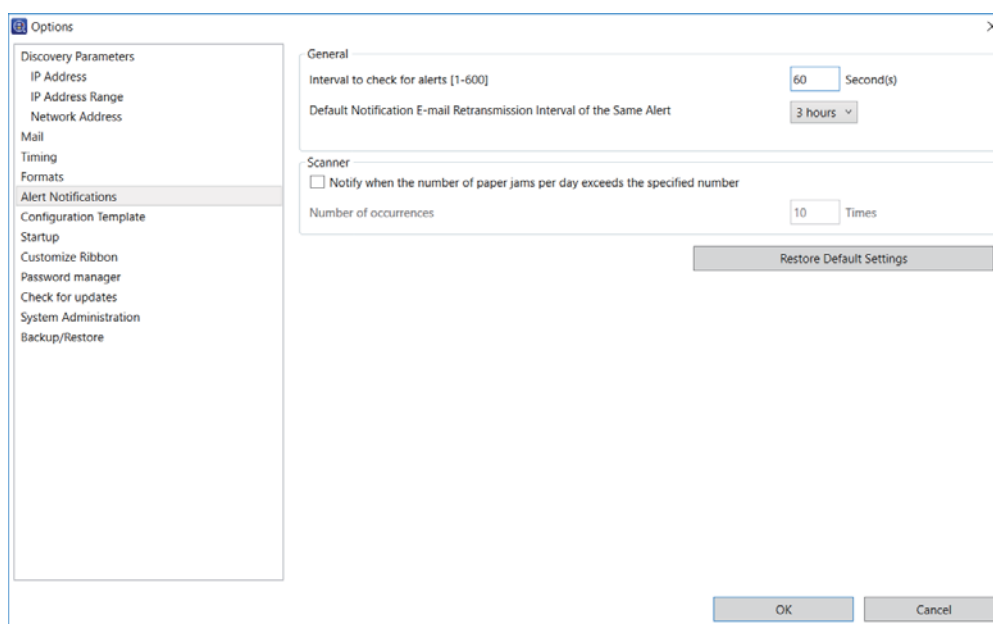 Options
Discovery Parameters
IP Address
IP Address Range
Network Address
Mail
Timing
Formats
Alert Notifications
Configuration Template
Startup
Customize Ribbon
Password manager
Check for updates
System Administration
Backup/Restore
General
Interval to check for alerts [1-600] 60 Second(s)
Default Notification E-mail Retransmission Interval of the Same Alert 3 hours
Scanner
Notify when the number of paper jams per day exceeds the specified number
Number of occurrences 10 Times
Restore Default Settings
OK Cancel